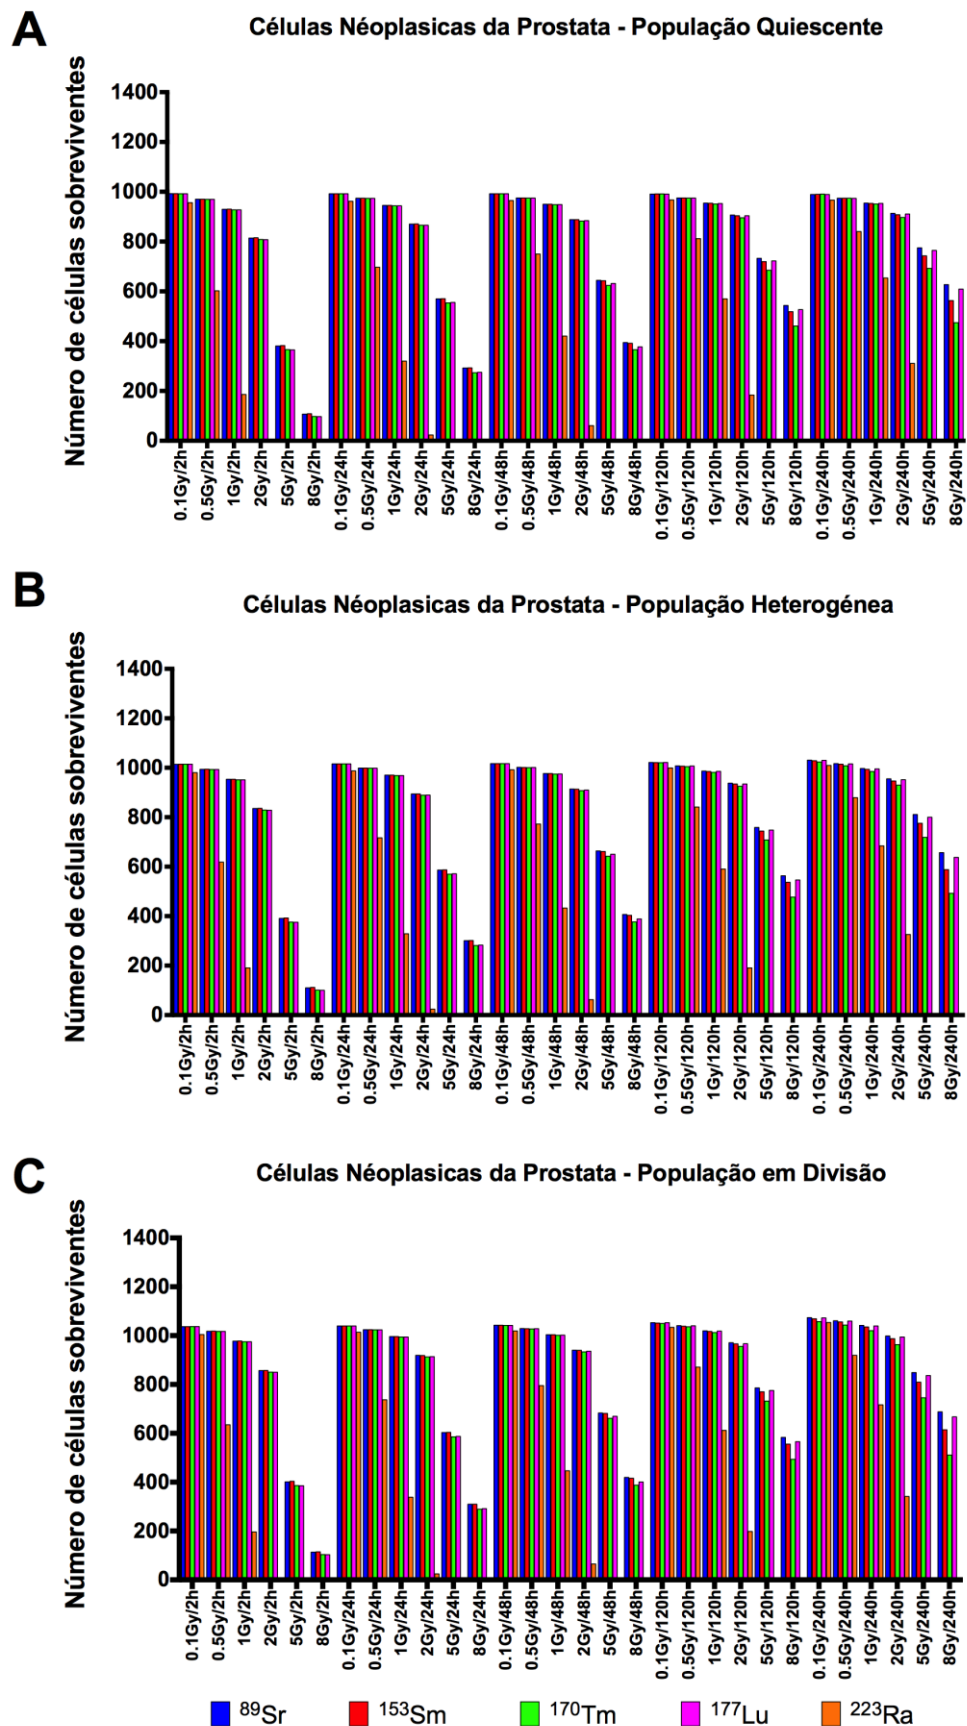 A
Células Néoplasicas da Prostata - População Quiescente
Número de células sobreviventes
1400
1200
1000
800
600
400
200
0
0.1Gy/2h
0.5Gy/2h
1Gy/2h
2Gy/2h
5Gy/2h
8Gy/2h
0.1Gy/24h
0.5Gy/24h
1Gy/24h
2Gy/24h
5Gy/24h
8Gy/24h
0.1Gy/48h
0.5Gy/48h
1Gy/48h
2Gy/48h
5Gy/48h
8Gy/48h
0.1Gy/120h
0.5Gy/120h
1Gy/120h
2Gy/120h
5Gy/120h
8Gy/120h
0.1Gy/240h
0.5Gy/240h
1Gy/240h
2Gy/240h
5Gy/240h
8Gy/240h
B
Células Néoplasicas da Prostata - População Heterogénea
Número de células sobreviventes
1400
1200
1000
800
600
400
200
0
0.1Gy/2h
0.5Gy/2h
1Gy/2h
2Gy/2h
5Gy/2h
8Gy/2h
0.1Gy/24h
0.5Gy/24h
1Gy/24h
2Gy/24h
5Gy/24h
8Gy/24h
0.1Gy/48h
0.5Gy/48h
1Gy/48h
2Gy/48h
5Gy/48h
8Gy/48h
0.1Gy/120h
0.5Gy/120h
1Gy/120h
2Gy/120h
5Gy/120h
8Gy/120h
0.1Gy/240h
0.5Gy/240h
1Gy/240h
2Gy/240h
5Gy/240h
8Gy/240h
C
Células Néoplasicas da Prostata - População em Divisão
Número de células sobreviventes
1400
1200
1000
800
600
400
200
0
0.1Gy/2h
0.5Gy/2h
1Gy/2h
2Gy/2h
5Gy/2h
8Gy/2h
0.1Gy/24h
0.5Gy/24h
1Gy/24h
2Gy/24h
5Gy/24h
8Gy/24h
0.1Gy/48h
0.5Gy/48h
1Gy/48h
2Gy/48h
5Gy/48h
8Gy/48h
0.1Gy/120h
0.5Gy/120h
1Gy/120h
2Gy/120h
5Gy/120h
8Gy/120h
0.1Gy/240h
0.5Gy/240h
1Gy/240h
2Gy/240h
5Gy/240h
8Gy/240h
⁸⁹Sr ¹⁵³Sm ¹⁷⁰Tm ¹⁷⁷Lu ²²³Ra